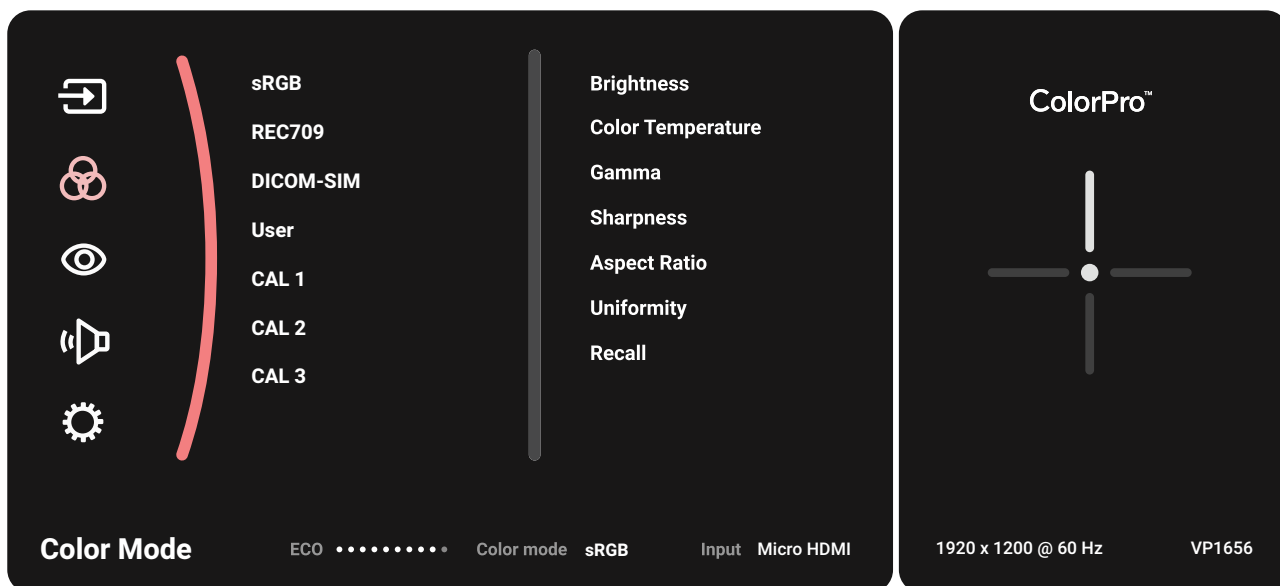 sRGB
REC709
DICOM-SIM
User
CAL 1
CAL 2
CAL 3
Brightness
Color Temperature
Gamma
Sharpness
Aspect Ratio
Uniformity
Recall
Color Mode
ECO
Color mode sRGB
Input Micro HDMI
ColorPro™
1920 x 1200 @ 60 Hz
VP1656